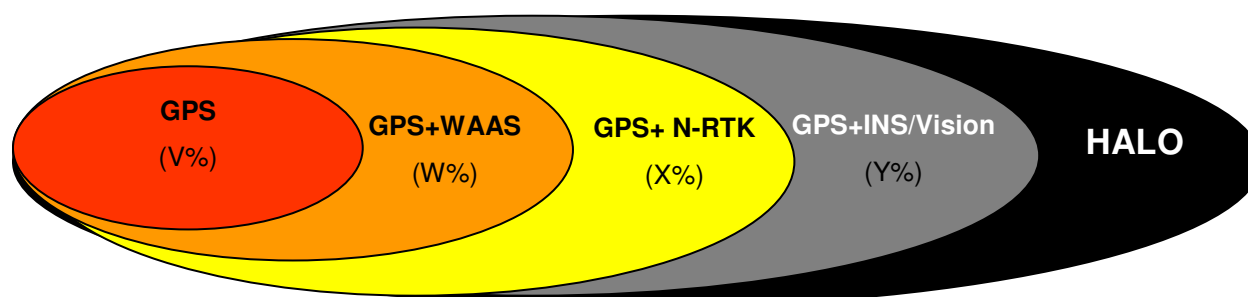 GPS
(V%)
GPS+WAAS
(W%)
GPS+ N-RTK
(X%)
GPS+INS/Vision
(Y%)
HALO